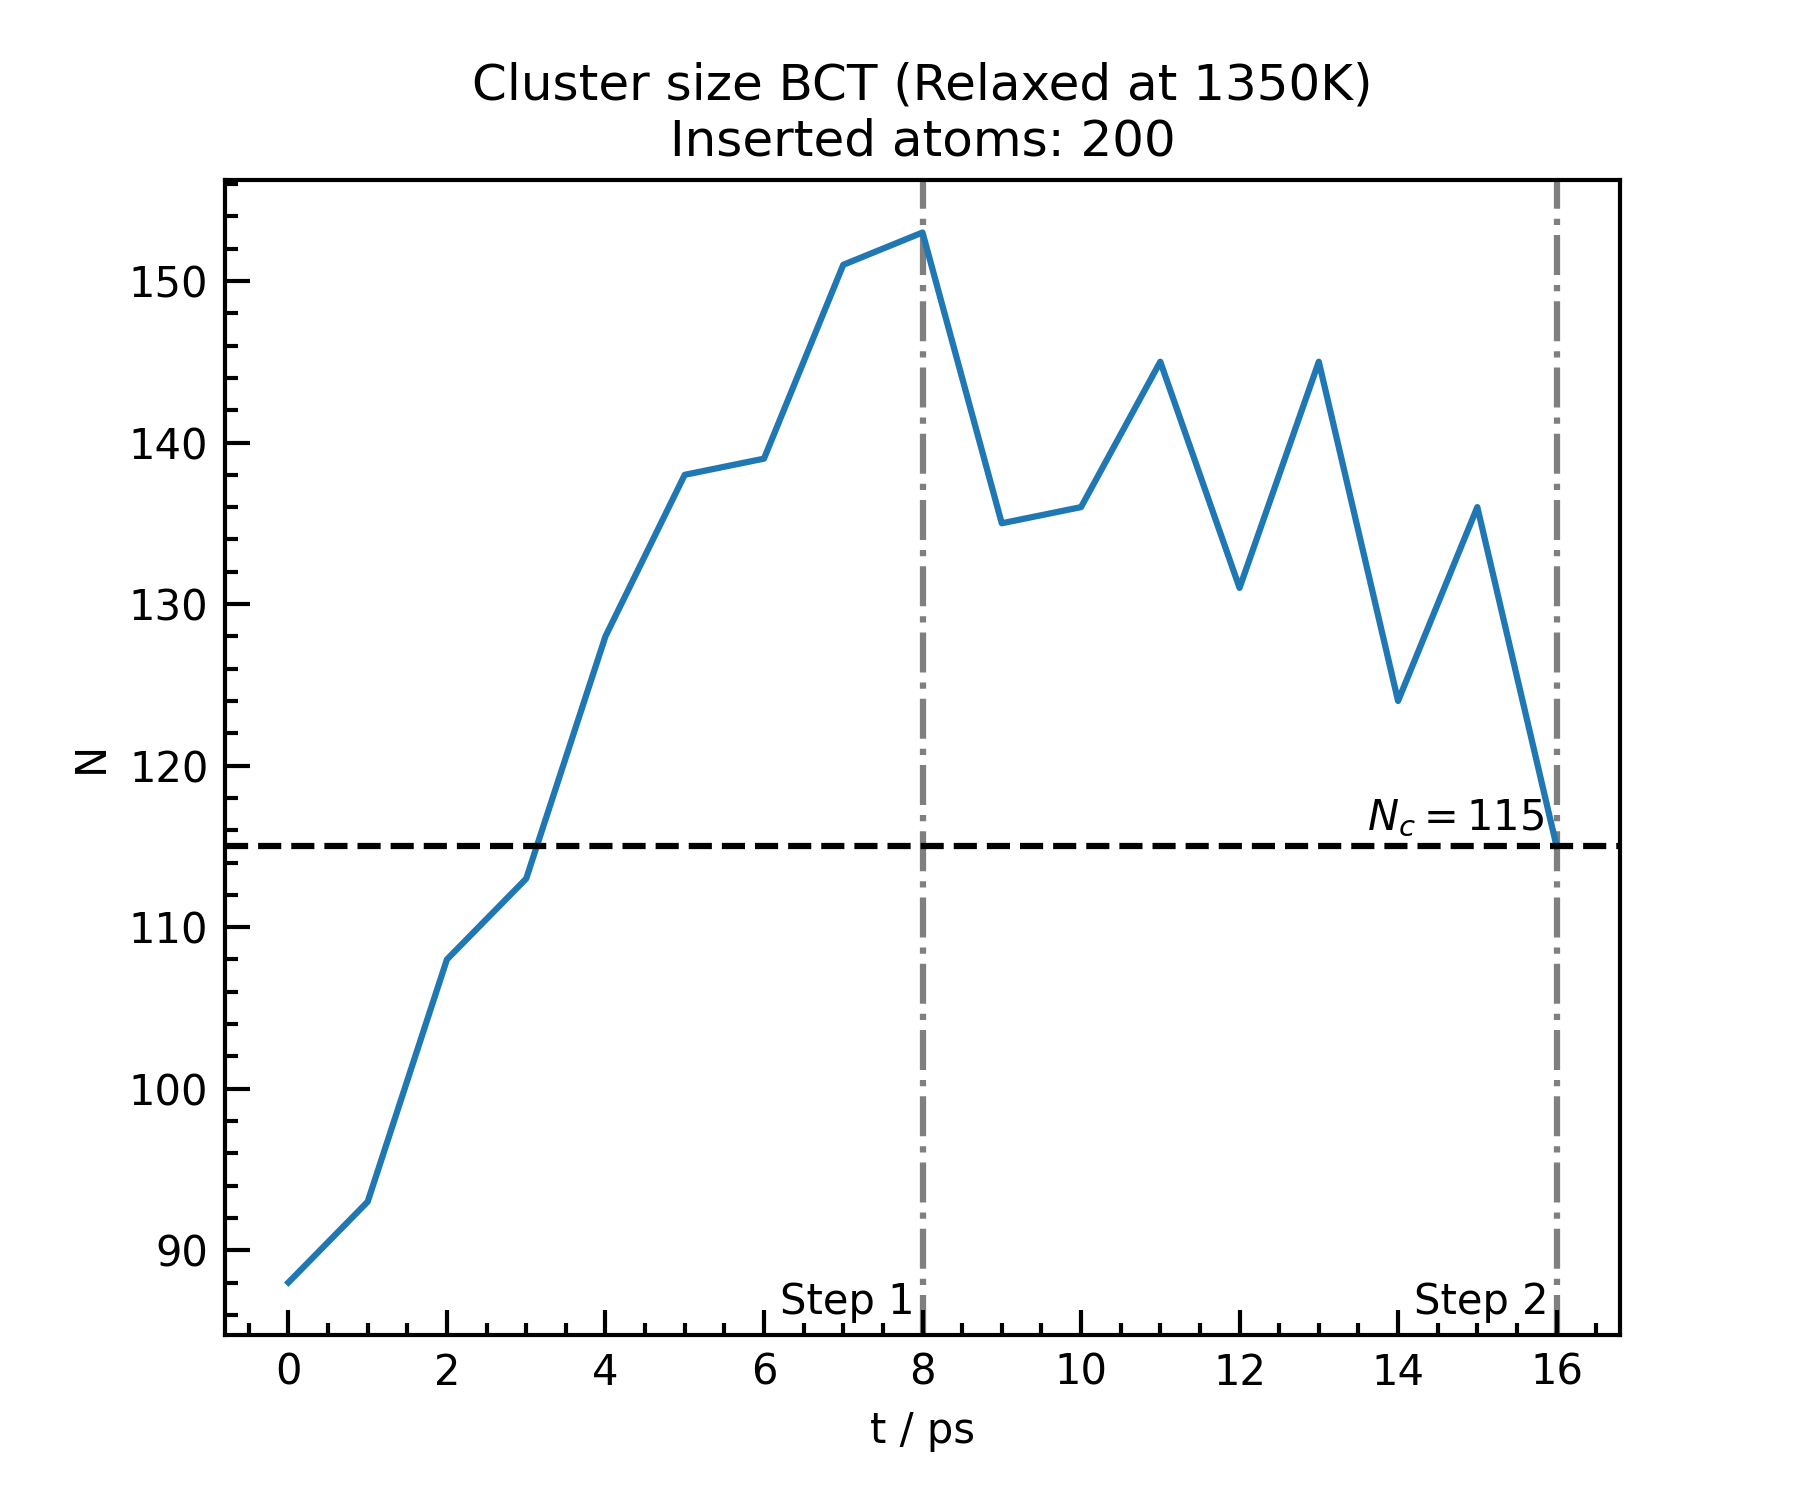 Cluster size BCT (Relaxed at 1350K)
Inserted atoms: 200
150
140
130
120
110
100
90
N
N_c = 115
Step 1
Step 2
0 2 4 6 8 10 12 14 16
t / ps